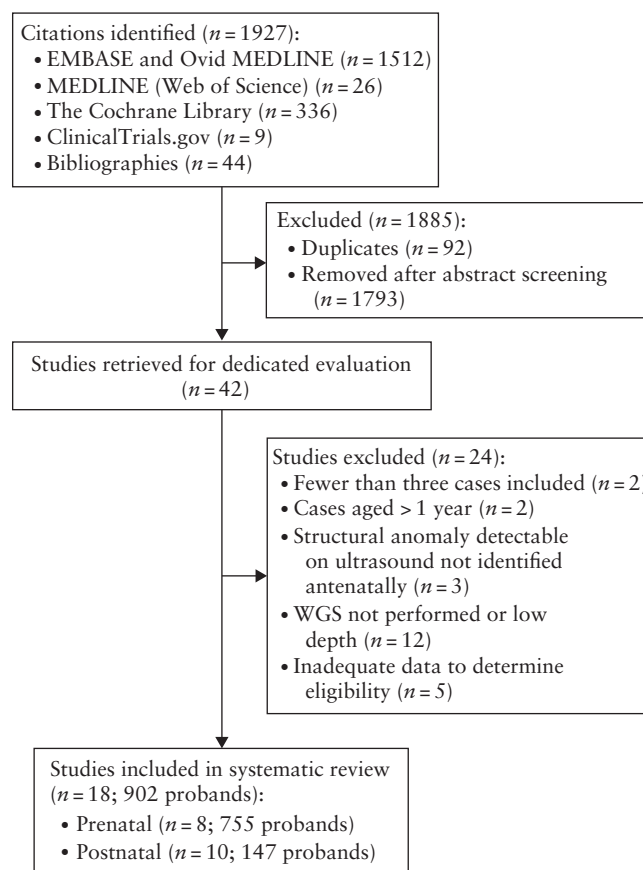 Citations identified (n = 1927):
• EMBASE and Ovid MEDLINE (n = 1512)
• MEDLINE (Web of Science) (n = 26)
• The Cochrane Library (n = 336)
• ClinicalTrials.gov (n = 9)
• Bibliographies (n = 44)
Excluded (n = 1885):
• Duplicates (n = 92)
• Removed after abstract screening
(n = 1793)
Studies retrieved for dedicated evaluation
(n = 42)
Studies excluded (n = 24):
• Fewer than three cases included (n = 2)
• Cases aged > 1 year (n = 2)
• Structural anomaly detectable
on ultrasound not identified
antenatally (n = 3)
• WGS not performed or low
depth (n = 12)
• Inadequate data to determine
eligibility (n = 5)
Studies included in systematic review
(n = 18; 902 probands):
• Prenatal (n = 8; 755 probands)
• Postnatal (n = 10; 147 probands)